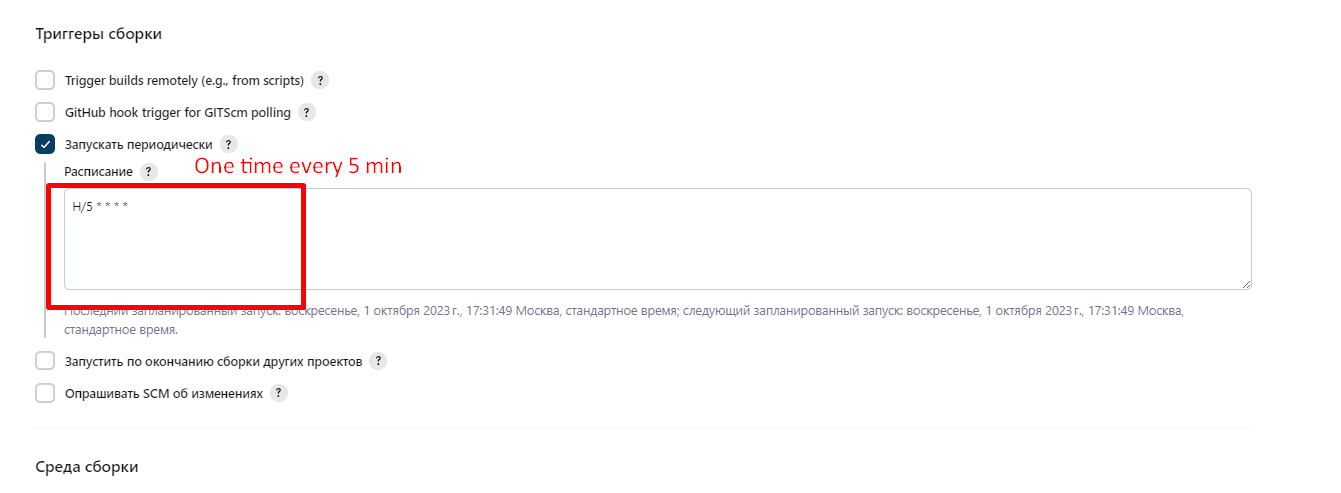 Триггеры сборки
Trigger builds remotely (e.g., from scripts) ?
GitHub hook trigger for GITScm polling ?
Запускать периодически ?
One time every 5 min
Расписание ?
H/5 * * * *
Последний запланированный запуск: воскресенье, 1 октября 2023 г., 17:31:49 Москва, стандартное время; следующий запланированный запуск: воскресенье, 1 октября 2023 г., 17:31:49 Москва,
стандартное время.
Запустить по окончанию сборки других проектов ?
Опрашивать SCM об изменениях ?
Среда сборки